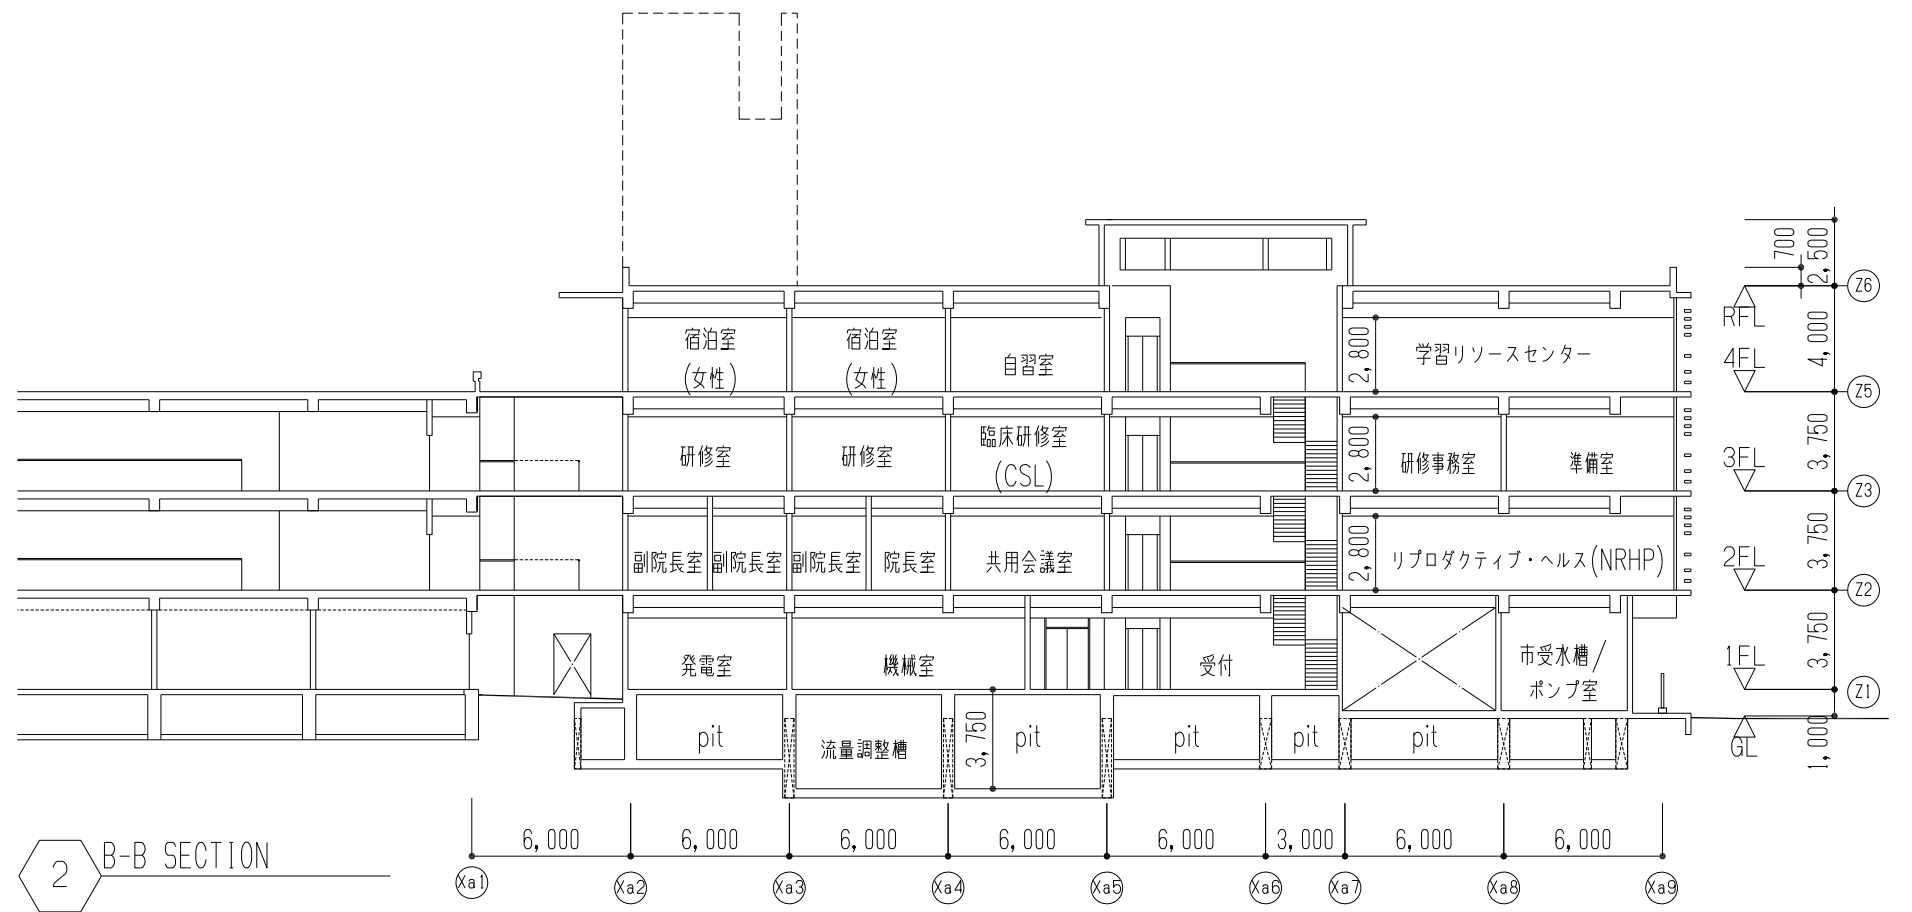 700
2,500
Z6
RFL
宿泊室
(女性)
宿泊室
(女性)
自習室
2,800
学習リソースセンター
4FL
4,000
Z5
研修室
研修室
臨床研修室
(CSL)
2,800
研修事務室
準備室
3FL
3,750
Z3
副院長室
副院長室
副院長室
院長室
共用会議室
2,800
リプロダクティブ・ヘルス(NRHP)
2FL
3,750
Z2
発電室
機械室
受付
市受水槽/
ポンプ室
1FL
3,750
Z1
pit
流量調整槽
3,750
pit
pit
pit
pit
GL
1,000
6,000
6,000
6,000
6,000
6,000
3,000
6,000
6,000
Xa1
Xa2
Xa3
Xa4
Xa5
Xa6
Xa7
Xa8
Xa9
2
B-B SECTION